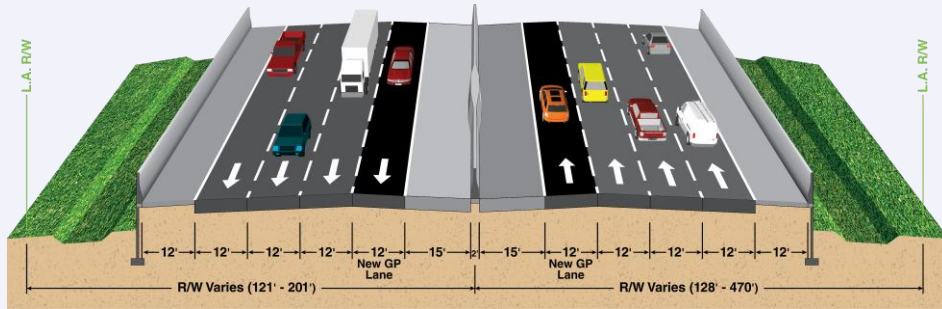 L.A. R/W
L.A. R/W
12' 12' 12' 12' 12' 15' 2' 15' 12' 12' 12' 12' 12'
New GP
Lane
New GP
Lane
R/W Varies (121' - 201')
R/W Varies (128' - 470')